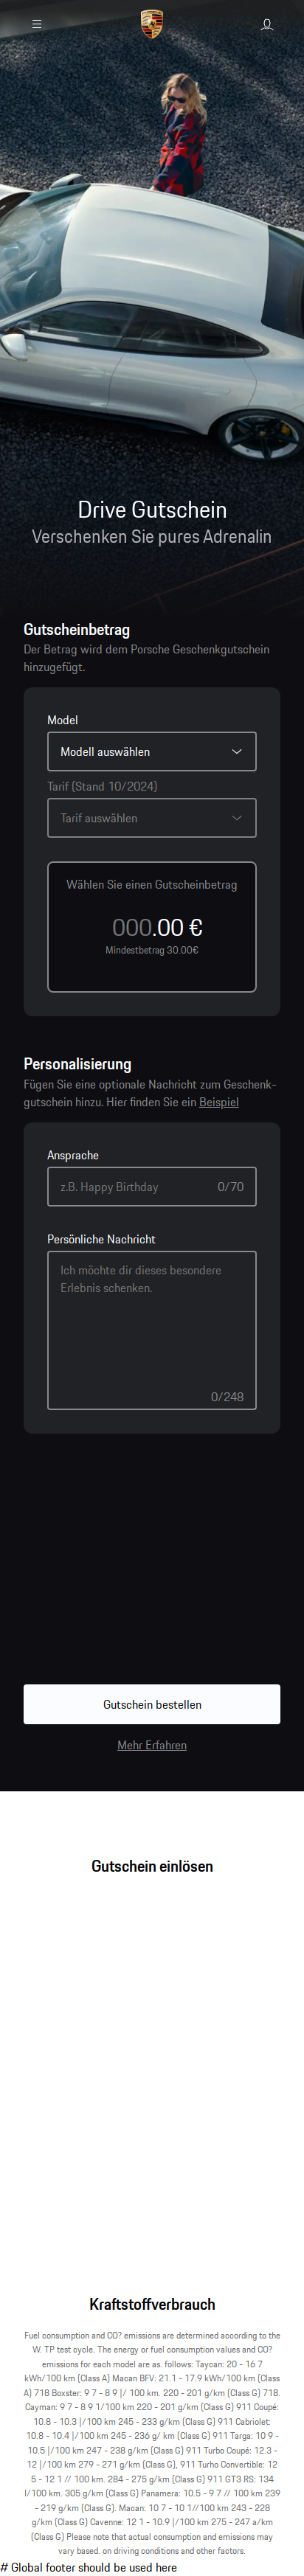 Drive Gutschein
Verschenken Sie pures Adrenalin
Gutscheinbetrag
Der Betrag wird dem Porsche Geschenkgutschein
hinzugefügt.
Model
Modell auswählen
Tarif (Stand 10/2024)
Tarif auswählen
Wählen Sie einen Gutscheinbetrag
000.00 €
Mindestbetrag 30.00€
Personalisierung
Fügen Sie eine optionale Nachricht zum Geschenk-
gutschein hinzu. Hier finden Sie ein Beispiel
Ansprache
z.B. Happy Birthday 0/70
Persönliche Nachricht
Ich möchte dir dieses besondere
Erlebnis schenken.
0/248
Gutschein bestellen
Mehr Erfahren
Gutschein einlösen
Kraftstoffverbrauch
Fuel consumption and CO? emissions are determined according to the
W. TP test cycle. The energy or fuel consumption values and CO?
emissions for each model are as. follows: Taycan: 20 - 16 7
kWh/100 km (Class A) Macan BFV: 21.1 - 17.9 kWh/100 km (Class
A) 718 Boxster: 9 7 - 8 9 |/ 100 km. 220 - 201 g/km (Class G) 718.
Cayman: 9 7 - 8 9 1/100 km 220 - 201 g/km (Class G) 911 Coupé:
10.8 - 10.3 |/100 km 245 - 233 g/km (Class G) 911 Cabriolet:
10.8 - 10.4 |/100 km 245 - 236 g/ km (Class G) 911 Targa: 10 9 -
10.5 |/100 km 247 - 238 g/km (Class G) 911 Turbo Coupé: 12.3 -
12 |/100 km 279 - 271 g/km (Class G), 911 Turho Convertible: 12
5 - 12 1 // 100 km. 284 - 275 g/km (Class G) 911 GT3 RS: 134
l/100 km. 305 g/km (Class G) Panamera: 10.5 - 9 7 // 100 km 239
- 219 g/km (Class G). Macan: 10 7 - 10 1//100 km 243 - 228
g/km (Class G) Cavenne: 12 1 - 10.9 |/100 km 275 - 247 a/km
(Class G) Please note that actual consumption and emissions may
vary based. on driving conditions and other factors.
# Global footer should be used here